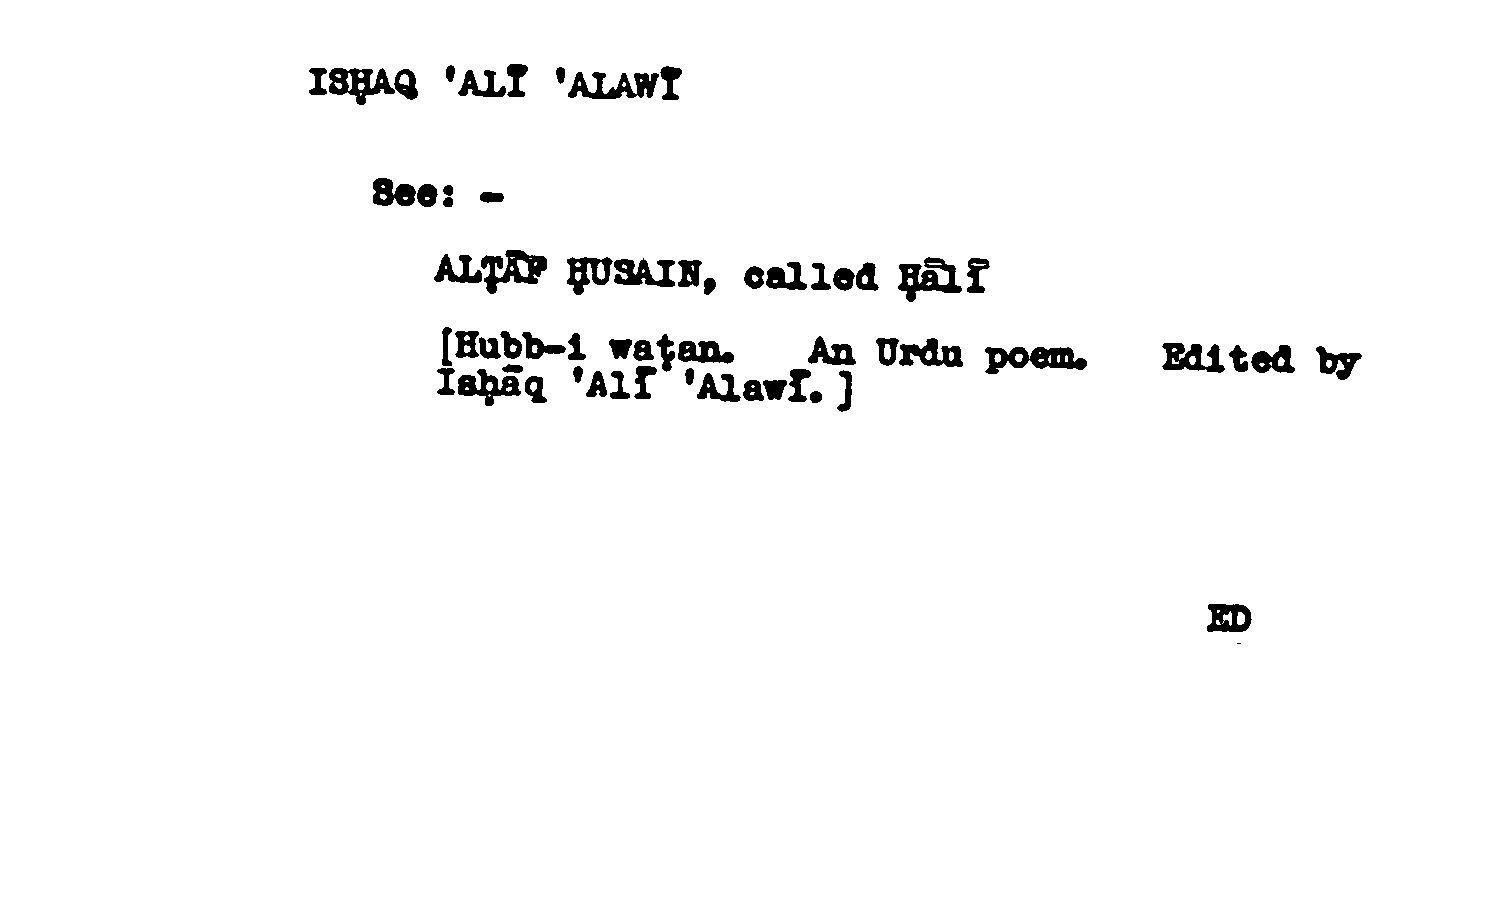 ISḤAQ 'ALĪ 'ALAWĪ
See: -
ALṬĀF ḤUSAIN, called Ḥālī
[Hubb-i waṭan. An Urdu poem. Edited by
Isḥāq 'Alī 'Alawī.]
ED